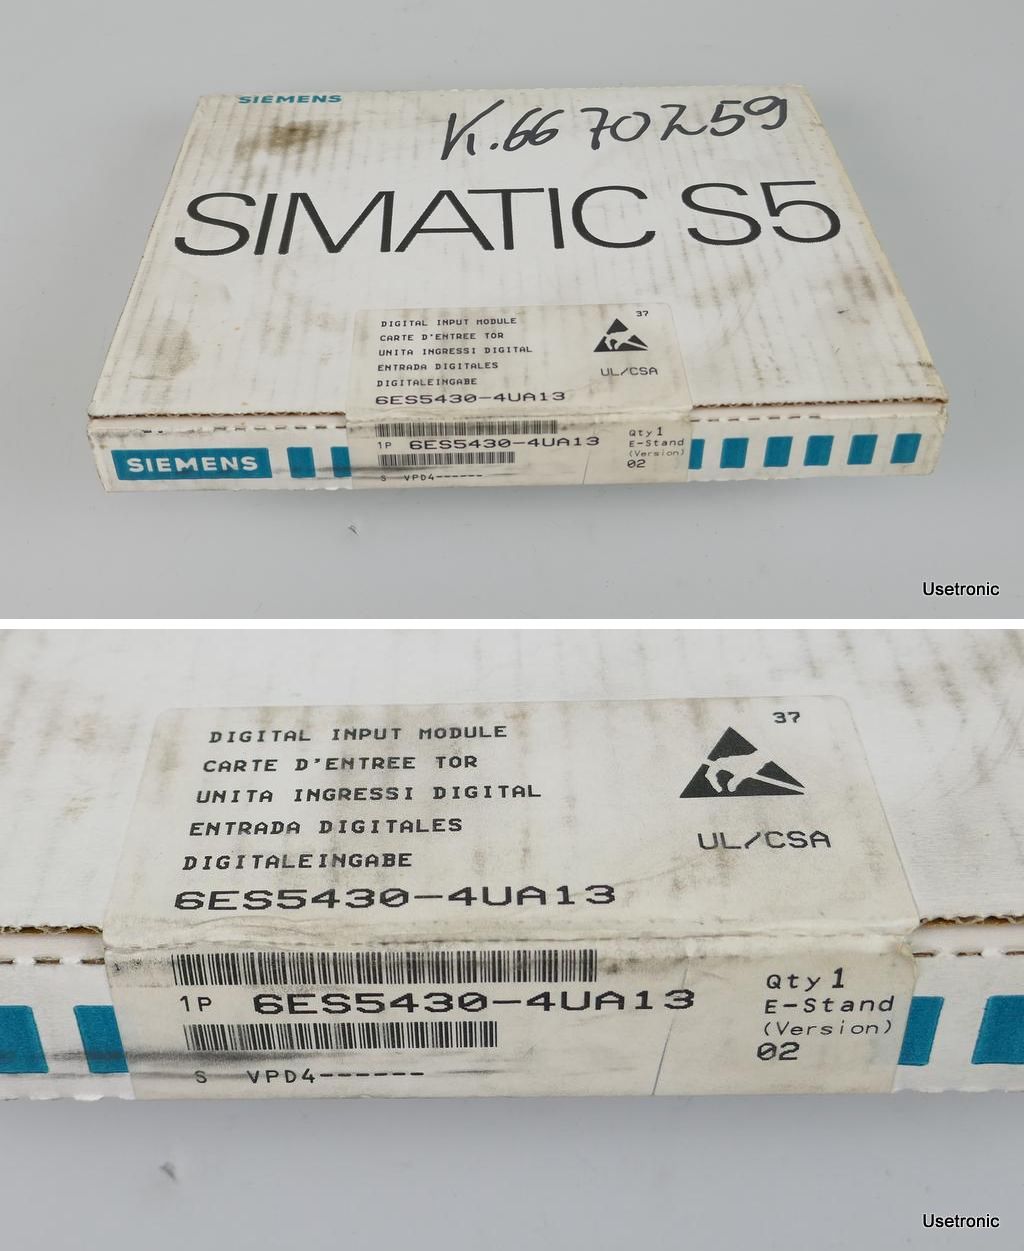 SIEMENS
K.6670259
SIMATIC S5
DIGITAL INPUT MODULE
CARTE D'ENTREE TOR
UNITA INGRESSI DIGITAL
ENTRADA DIGITALES
DIGITALEINGABE
6ES5430-4UA13
37
UL/CSA
SIEMENS
1P 6ES5430-4UA13
S VPD4------
Qty 1
E-Stand
(Version)
02
Usetronic
DIGITAL INPUT MODULE
CARTE D'ENTREE TOR
UNITA INGRESSI DIGITAL
ENTRADA DIGITALES
DIGITALEINGABE
6ES5430-4UA13
37
UL/CSA
1P 6ES5430-4UA13
S VPD4------
Qty 1
E-Stand
(Version)
02
Usetronic